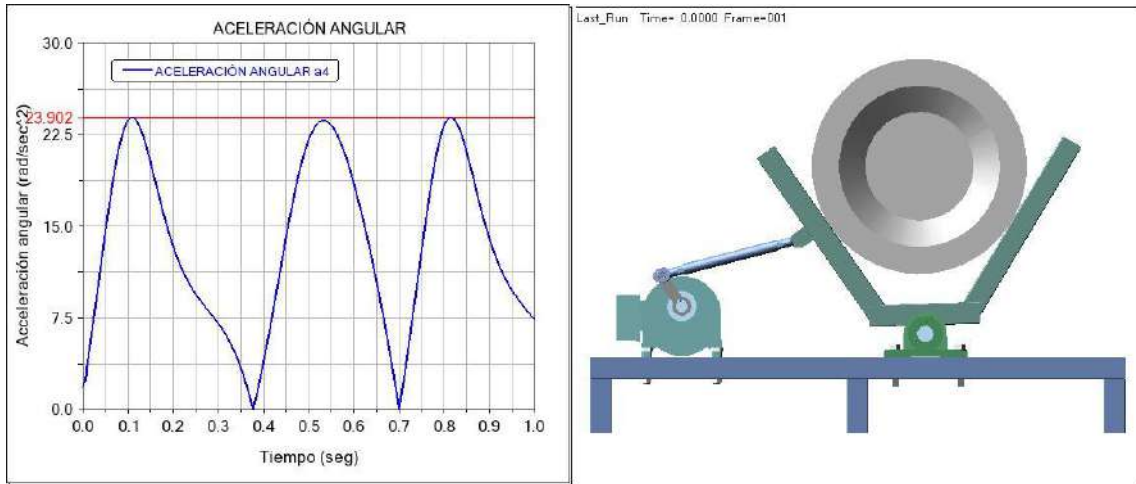 ACELERACIÓN ANGULAR
ACELERACIÓN ANGULAR a4
Aceleración angular (rad/sec^2)
30.0
23.902
22.5
15.0
7.5
0.0
0.0 0.1 0.2 0.3 0.4 0.5 0.6 0.7 0.8 0.9 1.0
Tiempo (seg)
Last_Run Time= 0.0000 Frame=001